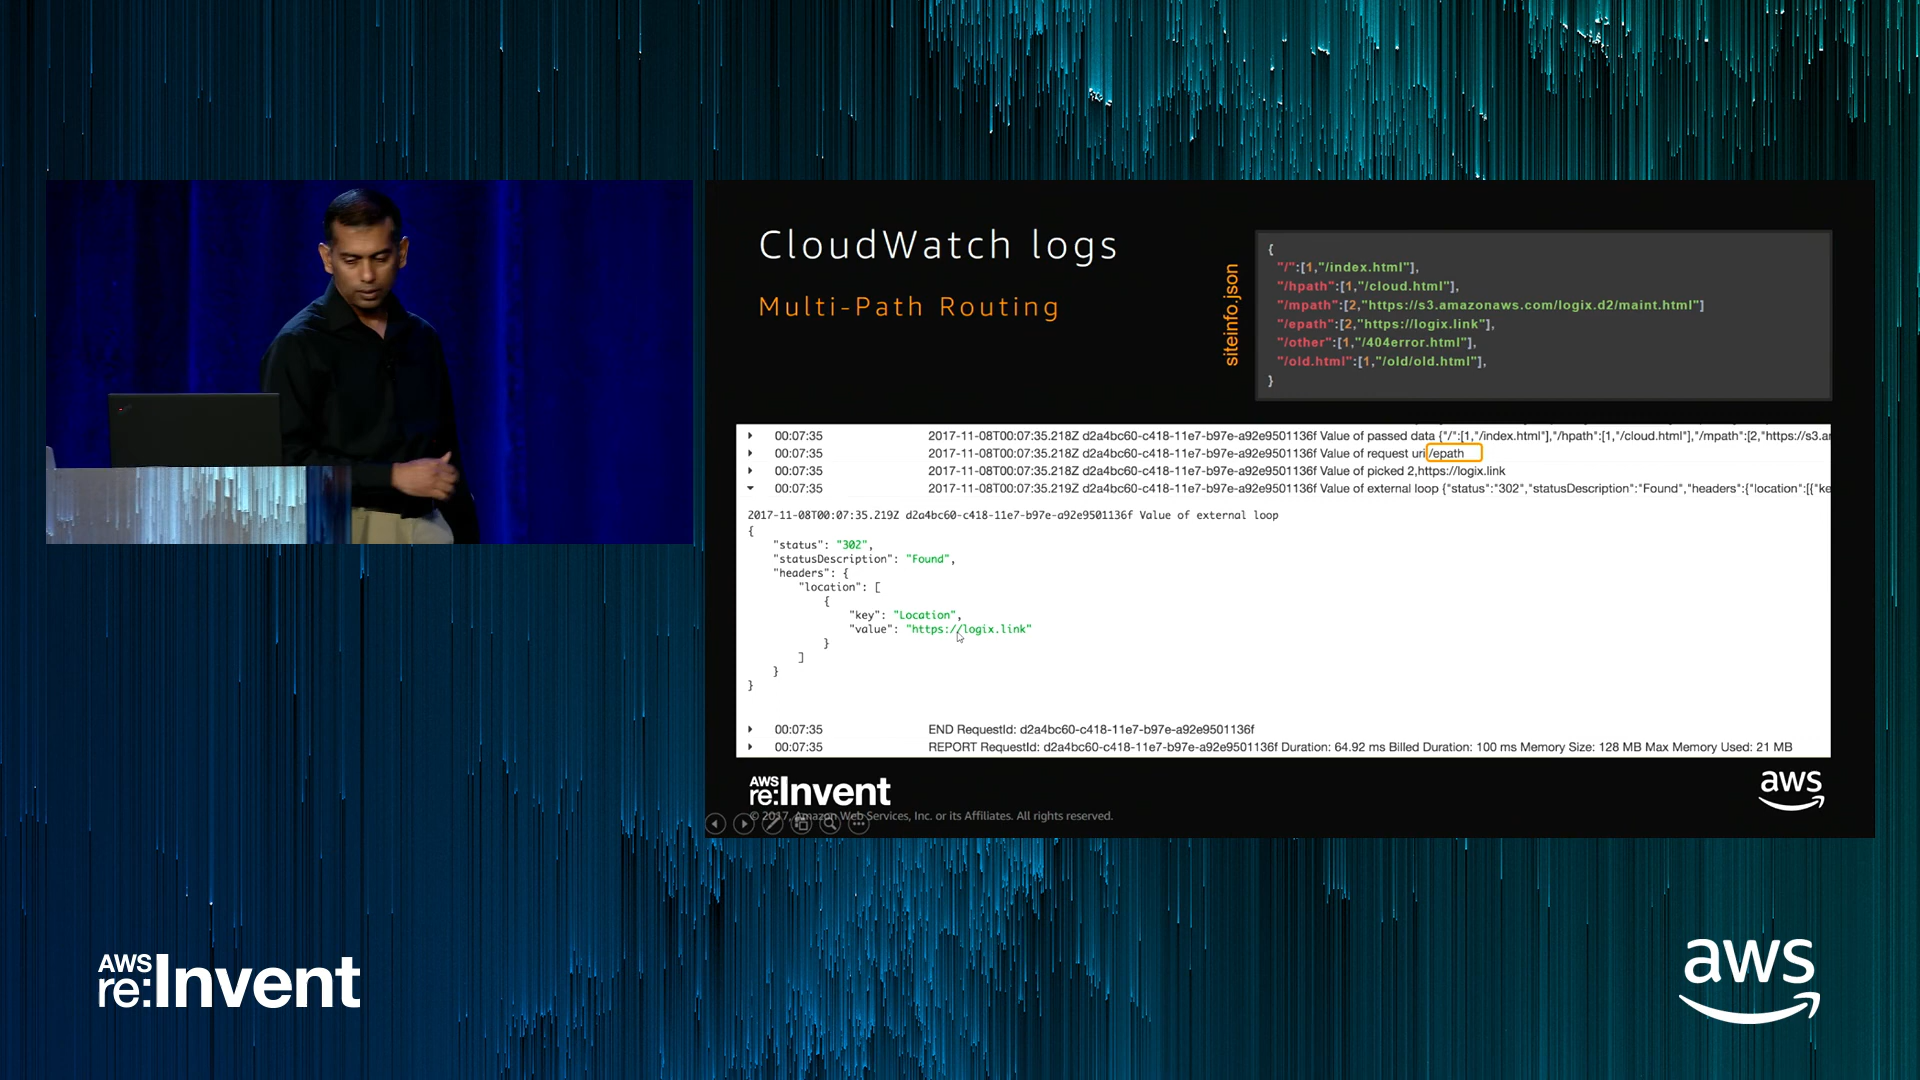 CloudWatch logs
Multi-Path Routing
siteinfo.json
{
"/":[1,"/index.html"],
"/hpath":[1,"/cloud.html"],
"/mpath":[2,"https://s3.amazonaws.com/logix.d2/maint.html"]
"/epath":[2,"https://logix.link"],
"/other":[1,"/404error.html"],
"/old.html":[1,"/old/old.html"],
}
00:07:35 2017-11-08T00:07:35.218Z d2a4bc60-c418-11e7-b97e-a92e9501136f Value of passed data {"/":[1,"/index.html"],"/hpath":[1,"/cloud.html"],"/mpath":[2,"https://s3.ar
00:07:35 2017-11-08T00:07:35.219Z d2a4bc60-c418-11e7-b97e-a92e9501136f Value of request uri /epath
00:07:35 2017-11-08T00:07:35.219Z d2a4bc60-c418-11e7-b97e-a92e9501136f Value of picked 2,https://logix.link
00:07:35 2017-11-08T00:07:35.219Z d2a4bc60-c418-11e7-b97e-a92e9501136f Value of external loop {"status":"302","statusDescription":"Found","headers":{"location":[{"ke
2017-11-08T00:07:35.219Z d2a4bc60-c418-11e7-b97e-a92e9501136f Value of external loop
{
"status": "302",
"statusDescription": "Found",
"headers": {
"location": [
{
"key": "Location",
"value": "https://logix.link"
}
]
}
}
00:07:35 END RequestId: d2a4bc60-c418-11e7-b97e-a92e9501136f
00:07:35 REPORT RequestId: d2a4bc60-c418-11e7-b97e-a92e9501136f Duration: 64.92 ms Billed Duration: 100 ms Memory Size: 128 MB Max Memory Used: 21 MB
AWS
re:Invent
aws
© 2017, Amazon Web Services, Inc. or its Affiliates. All rights reserved.
AWS
re:Invent
aws